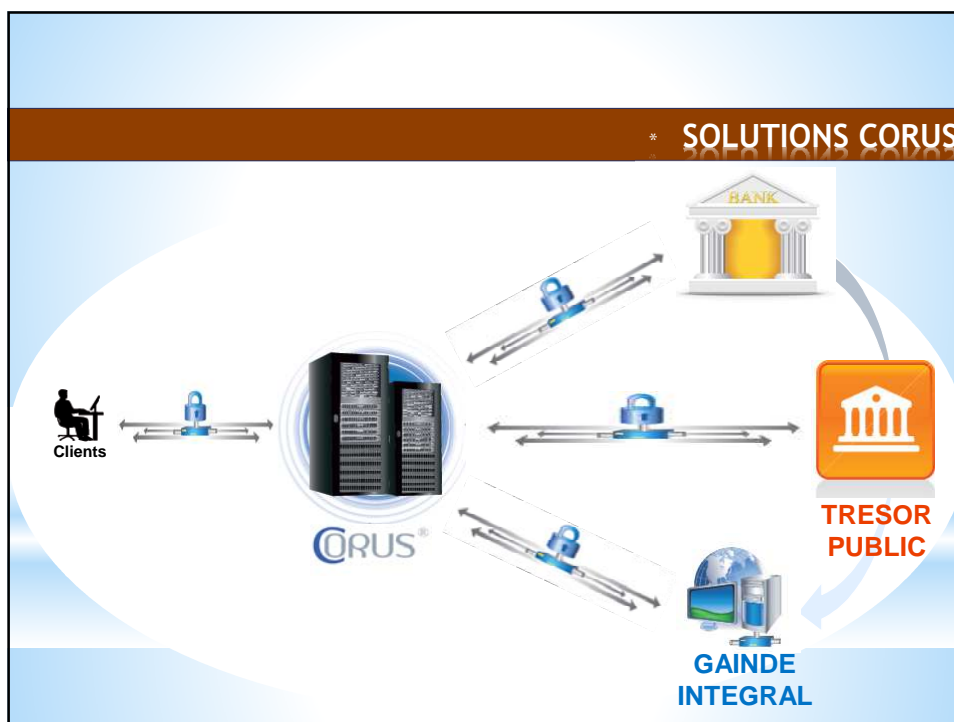 * SOLUTIONS CORUS
BANK
Clients
CORUS®
TRESOR
PUBLIC
GAINDE
INTEGRAL